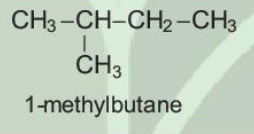 CH₃–CH–CH₂–CH₃
|
CH₃
1-methylbutane